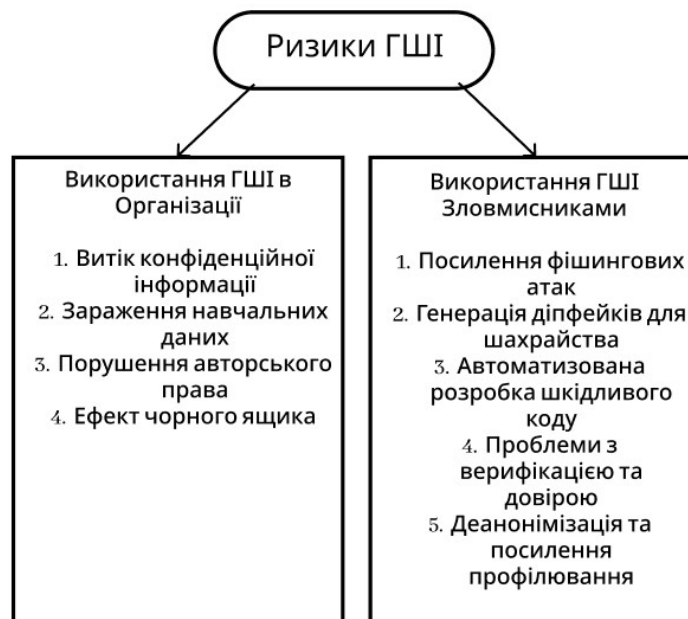 Ризики ГШІ
Використання ГШІ в
Організації
1. Витік конфіденційної
інформації
2. Зараження навчальних
даних
3. Порушення авторського
права
4. Ефект чорного ящика
Використання ГШІ
Зловмисниками
1. Посилення фішингових
атак
2. Генерація діпфейків для
шахрайства
3. Автоматизована
розробка шкідливого
коду
4. Проблеми з
верифікацією та
довірою
5. Деанонімізація та
посилення
профілювання